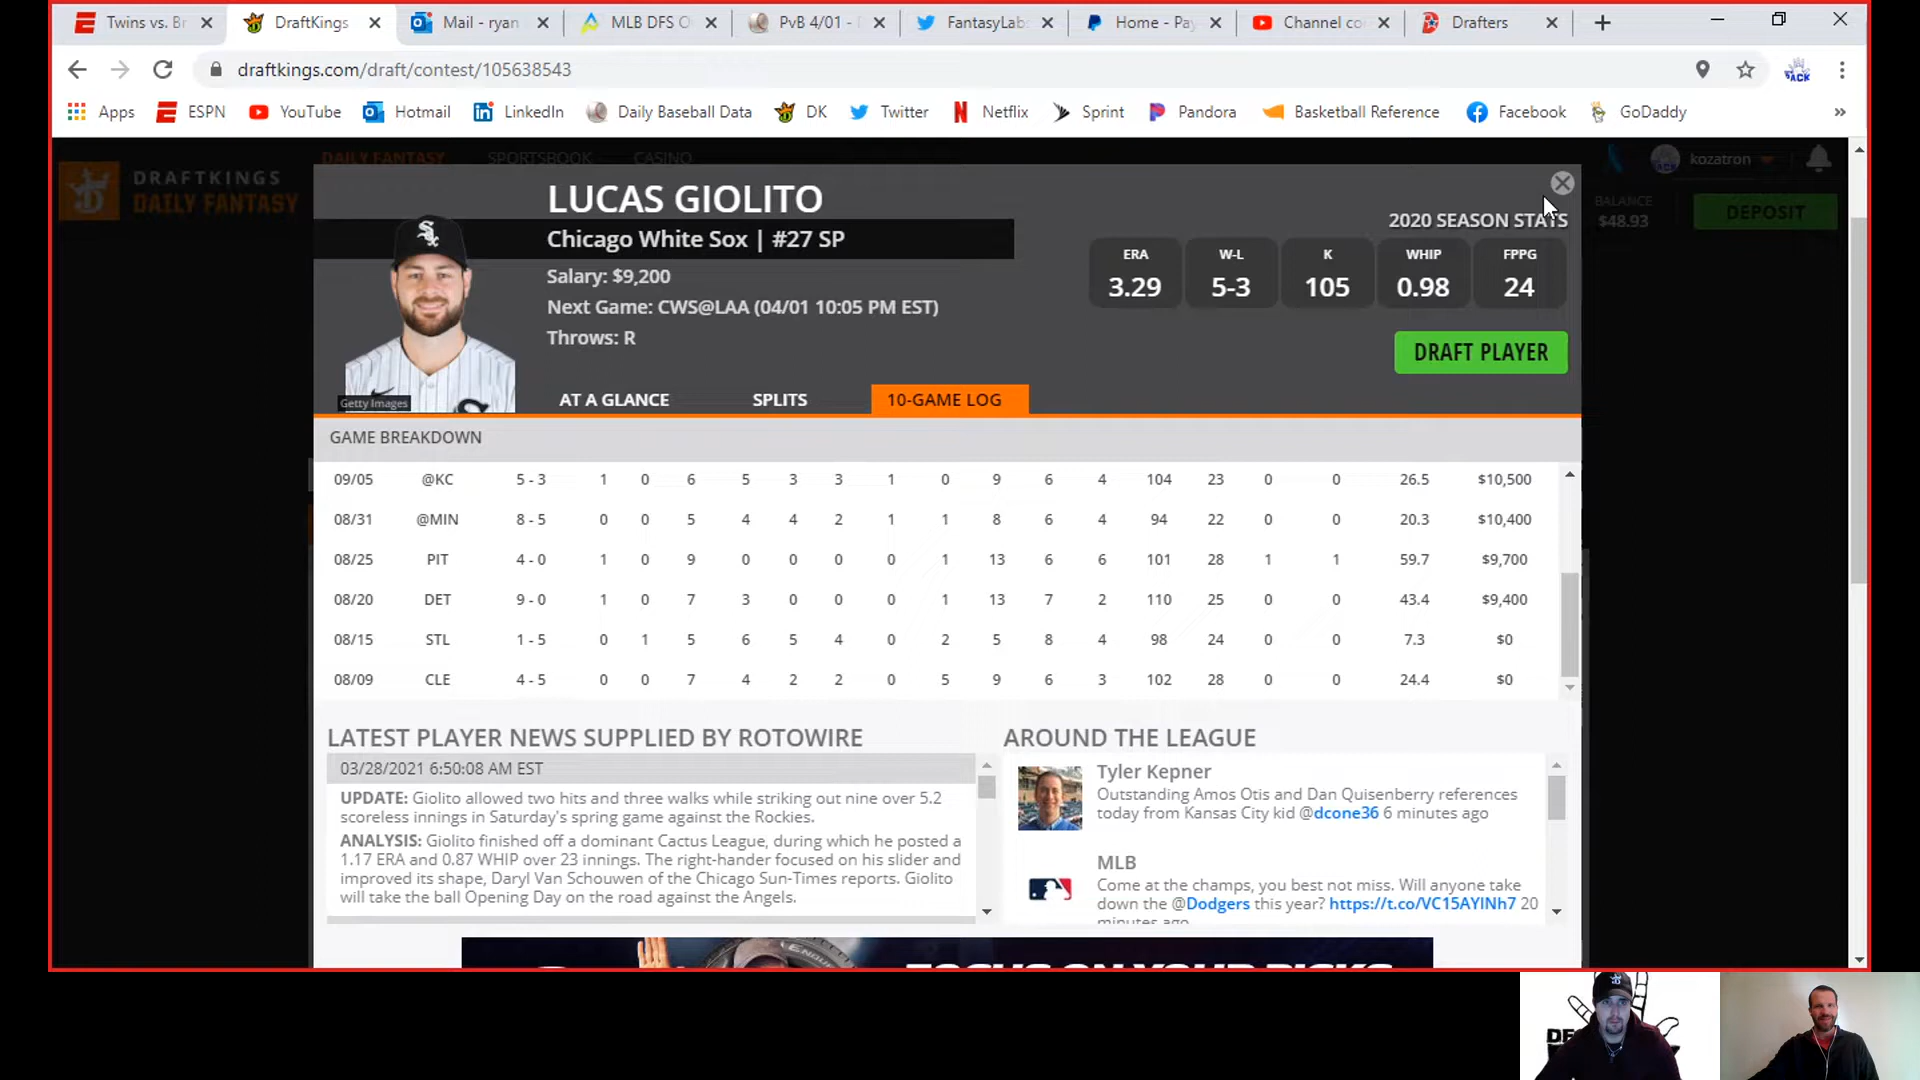 Twins vs. Br
DraftKings
Mail - ryan
MLB DFS O
PvB 4/01 -
FantasyLab
Home - Pay
Channel co
Drafters
draftkings.com/draft/contest/105638543
Apps
ESPN
YouTube
Hotmail
LinkedIn
Daily Baseball Data
DK
Twitter
Netflix
Sprint
Pandora
Basketball Reference
Facebook
GoDaddy
»
DAILY FANTASY
SPORTSBOOK
CASINO
kozatron
DRAFTKINGS
DAILY FANTASY
BALANCE
$48.93
DEPOSIT
LUCAS GIOLITO
Chicago White Sox | #27 SP
Salary: $9,200
Next Game: CWS@LAA (04/01 10:05 PM EST)
Throws: R
Getty Images
2020 SEASON STATS
ERA W-L K WHIP FPPG
3.29 5-3 105 0.98 24
DRAFT PLAYER
AT A GLANCE
SPLITS
10-GAME LOG
GAME BREAKDOWN
09/05 @KC 5 - 3 1 0 6 5 3 3 1 0 9 6 4 104 23 0 0 26.5 $10,500
08/31 @MIN 8 - 5 0 0 5 4 4 2 1 1 8 6 4 94 22 0 0 20.3 $10,400
08/25 PIT 4 - 0 1 0 9 0 0 0 0 1 13 6 6 101 28 1 1 59.7 $9,700
08/20 DET 9 - 0 1 0 7 3 0 0 0 1 13 7 2 110 25 0 0 43.4 $9,400
08/15 STL 1 - 5 0 1 5 6 5 4 0 2 5 8 4 98 24 0 0 7.3 $0
08/09 CLE 4 - 5 0 0 7 4 2 2 0 5 9 6 3 102 28 0 0 24.4 $0
LATEST PLAYER NEWS SUPPLIED BY ROTOWIRE
03/28/2021 6:50:08 AM EST
UPDATE: Giolito allowed two hits and three walks while striking out nine over 5.2
scoreless innings in Saturday's spring game against the Rockies.
ANALYSIS: Giolito finished off a dominant Cactus League, during which he posted a
1.17 ERA and 0.87 WHIP over 23 innings. The right-hander focused on his slider and
improved its shape, Daryl Van Schouwen of the Chicago Sun-Times reports. Giolito
will take the ball Opening Day on the road against the Angels.
AROUND THE LEAGUE
Tyler Kepner
Outstanding Amos Otis and Dan Quisenberry references
today from Kansas City kid @dcone36 6 minutes ago
MLB
Come at the champs, you best not miss. Will anyone take
down the @Dodgers this year? https://t.co/VC15AYINh7 20
minutes ago
FOCUS ON YOUR PICKS